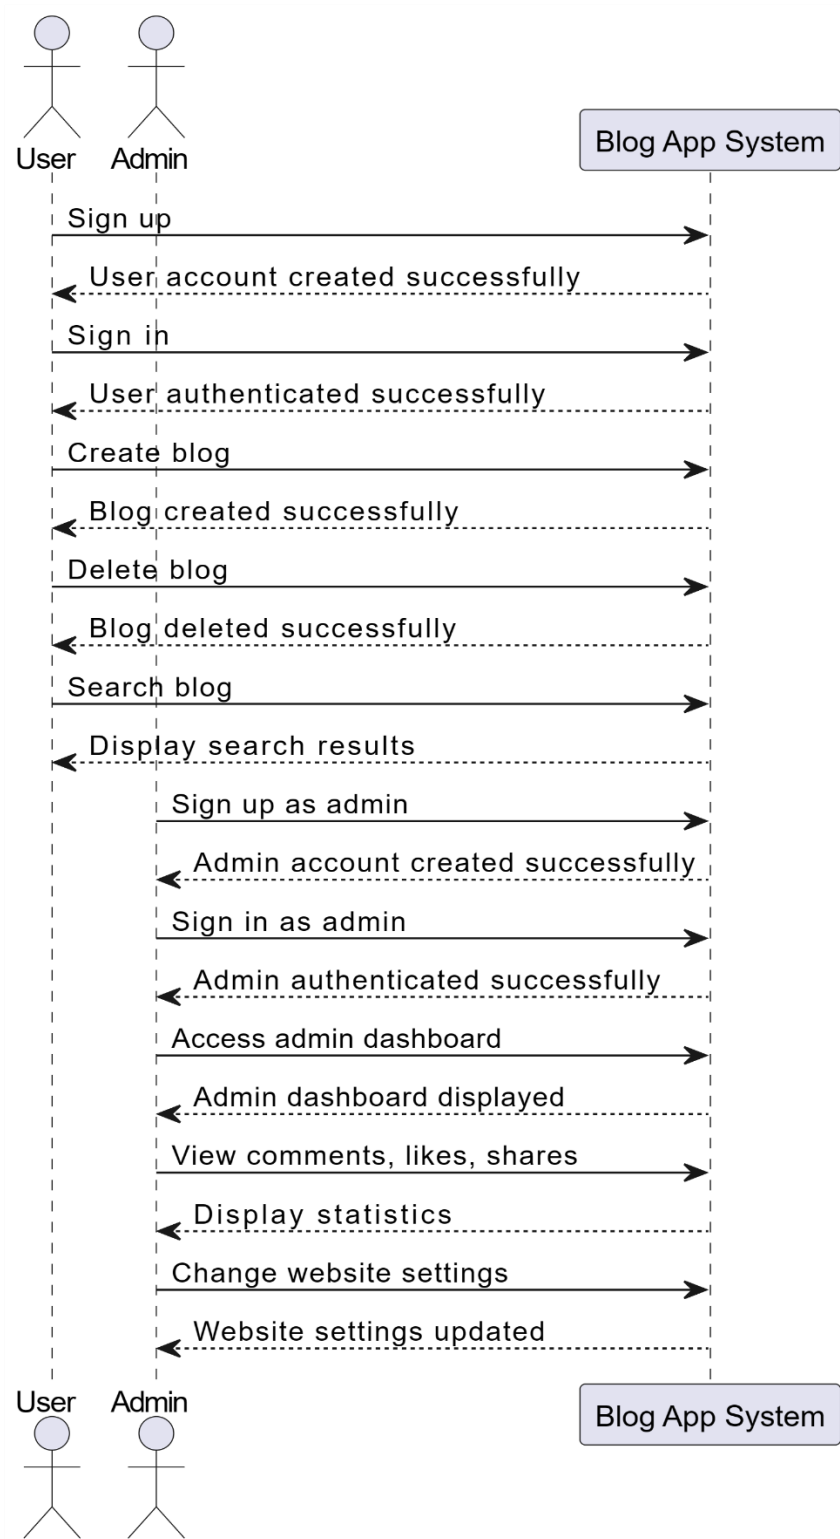 User
Admin
Blog App System
Sign up
User account created successfully
Sign in
User authenticated successfully
Create blog
Blog created successfully
Delete blog
Blog deleted successfully
Search blog
Display search results
Sign up as admin
Admin account created successfully
Sign in as admin
Admin authenticated successfully
Access admin dashboard
Admin dashboard displayed
View comments, likes, shares
Display statistics
Change website settings
Website settings updated
User
Admin
Blog App System